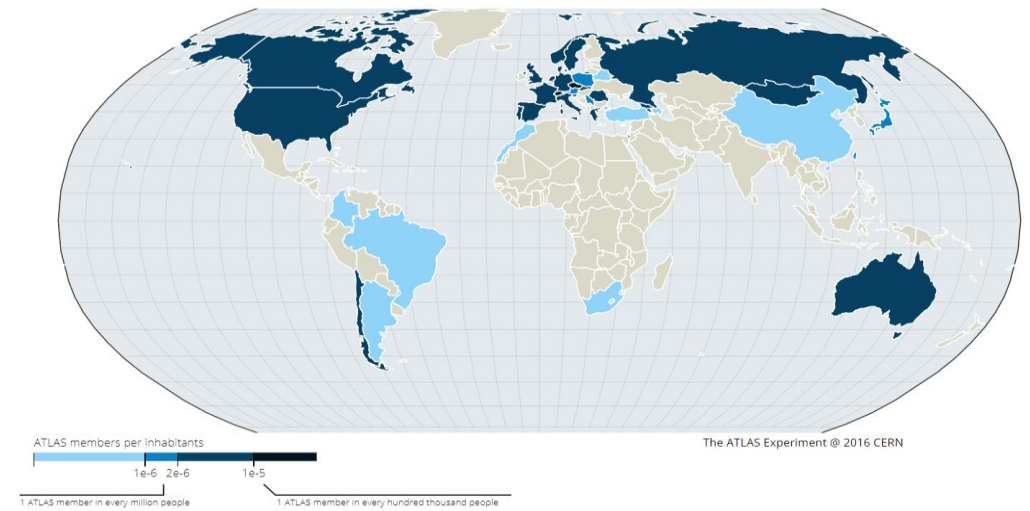 ATLAS members per inhabitants
The ATLAS Experiment @ 2016 CERN
1e-6 2e-6 1e-5
1 ATLAS member in every million people
1 ATLAS member in every hundred thousand people